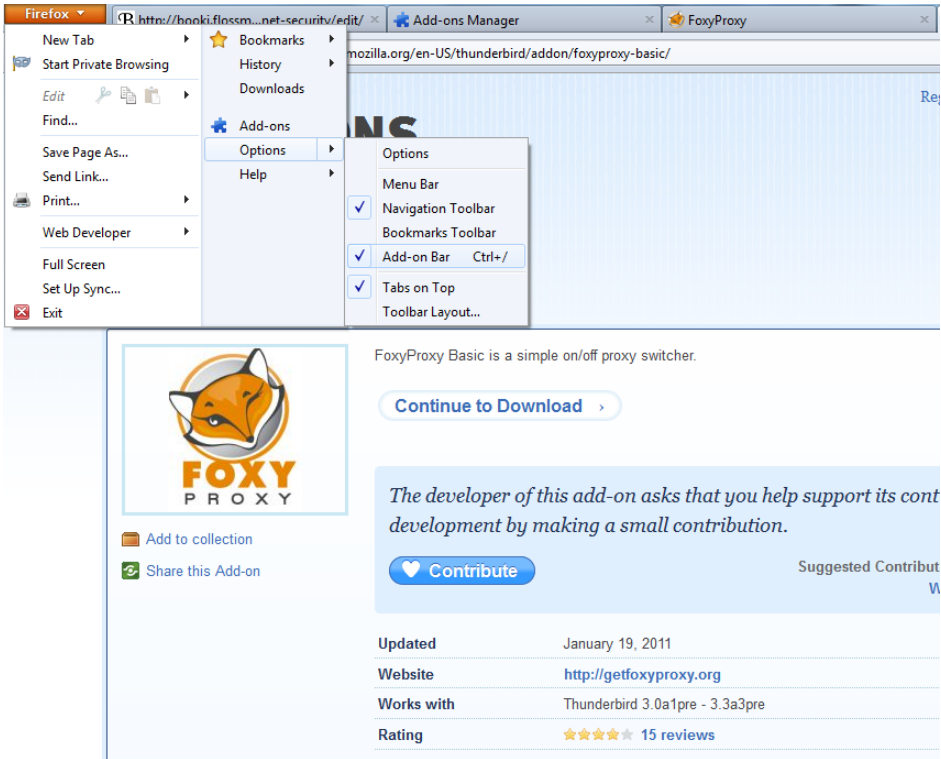 Firefox
http://booki.flossm...net-security/edit/
Add-ons Manager
FoxyProxy
mozilla.org/en-US/thunderbird/addon/foxyproxy-basic/
New Tab
Start Private Browsing
Edit
Find...
Save Page As...
Send Link...
Print...
Web Developer
Full Screen
Set Up Sync...
Exit
Bookmarks
History
Downloads
Add-ons
Options
Help
Options
Menu Bar
Navigation Toolbar
Bookmarks Toolbar
Add-on Bar Ctrl+/
Tabs on Top
Toolbar Layout...
FOXY
PROXY
Add to collection
Share this Add-on
FoxyProxy Basic is a simple on/off proxy switcher.
Continue to Download ›
The developer of this add-on asks that you help support its cont
development by making a small contribution.
Contribute
Suggested Contribut
Updated January 19, 2011
Website http://getfoxyproxy.org
Works with Thunderbird 3.0a1pre - 3.3a3pre
Rating 15 reviews